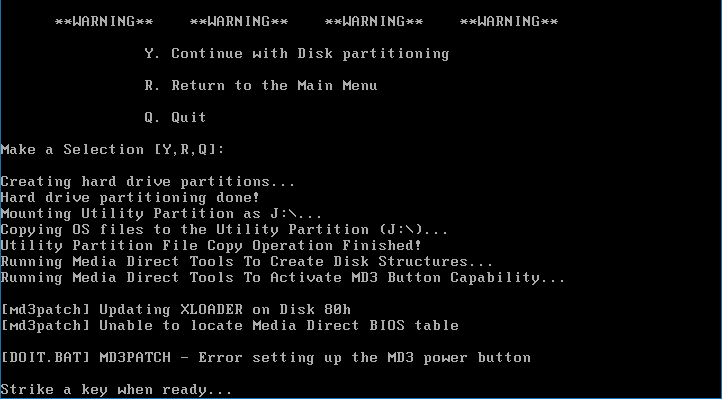 **WARNING**    **WARNING**    **WARNING**    **WARNING**
Y. Continue with Disk partitioning
R. Return to the Main Menu
Q. Quit
Make a Selection [Y,R,Q]:
Creating hard drive partitions...
Hard drive partitioning done!
Mounting Utility Partition as J:\...
Copying OS files to the Utility Partition (J:\)...
Utility Partition File Copy Operation Finished!
Running Media Direct Tools To Create Disk Structures...
Running Media Direct Tools To Activate MD3 Button Capability...
[md3patch] Updating XLOADER on Disk 80h
[md3patch] Unable to locate Media Direct BIOS table
[DOIT.BAT] MD3PATCH - Error setting up the MD3 power button
Strike a key when ready...